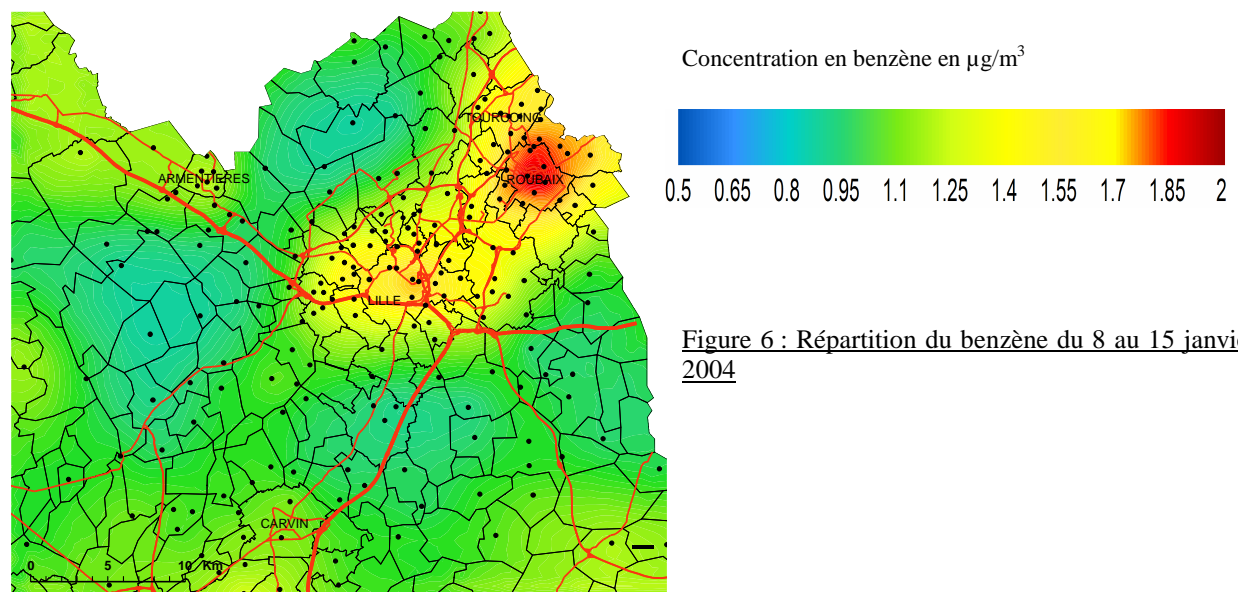 Concentration en benzène en µg/m³
0.5 0.65 0.8 0.95 1.1 1.25 1.4 1.55 1.7 1.85 2
TOURCOING
ARMENTIERES
ROUBAIX
LILLE
Figure 6 : Répartition du benzène du 8 au 15 janvie
2004
CARVIN
0 5 10 Km